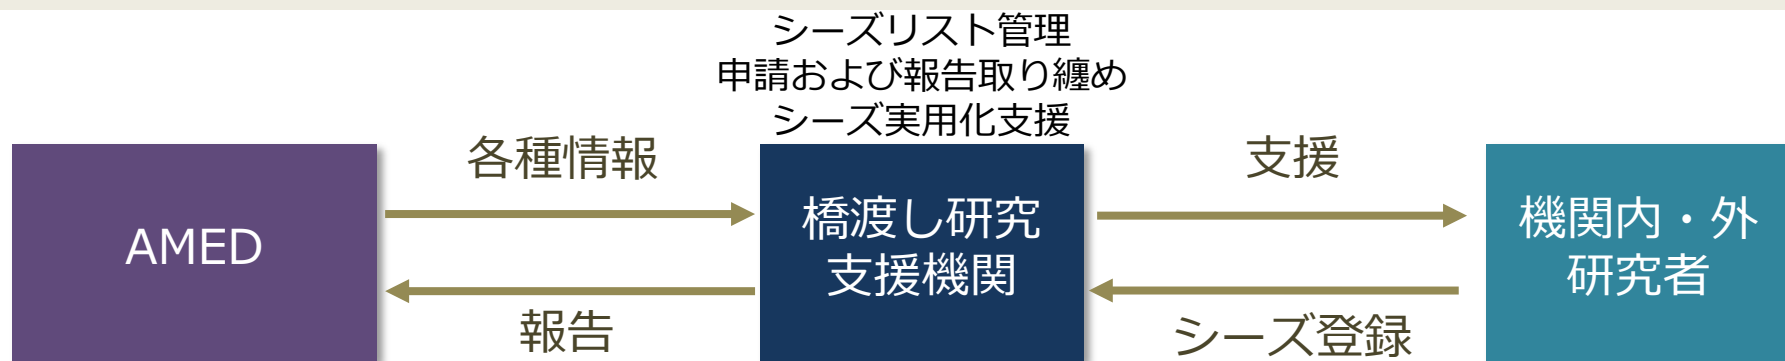 シーズリスト管理
申請および報告取り纏め
シーズ実用化支援
各種情報
支援
AMED
橋渡し研究
支援機関
機関内・外
研究者
報告
シーズ登録